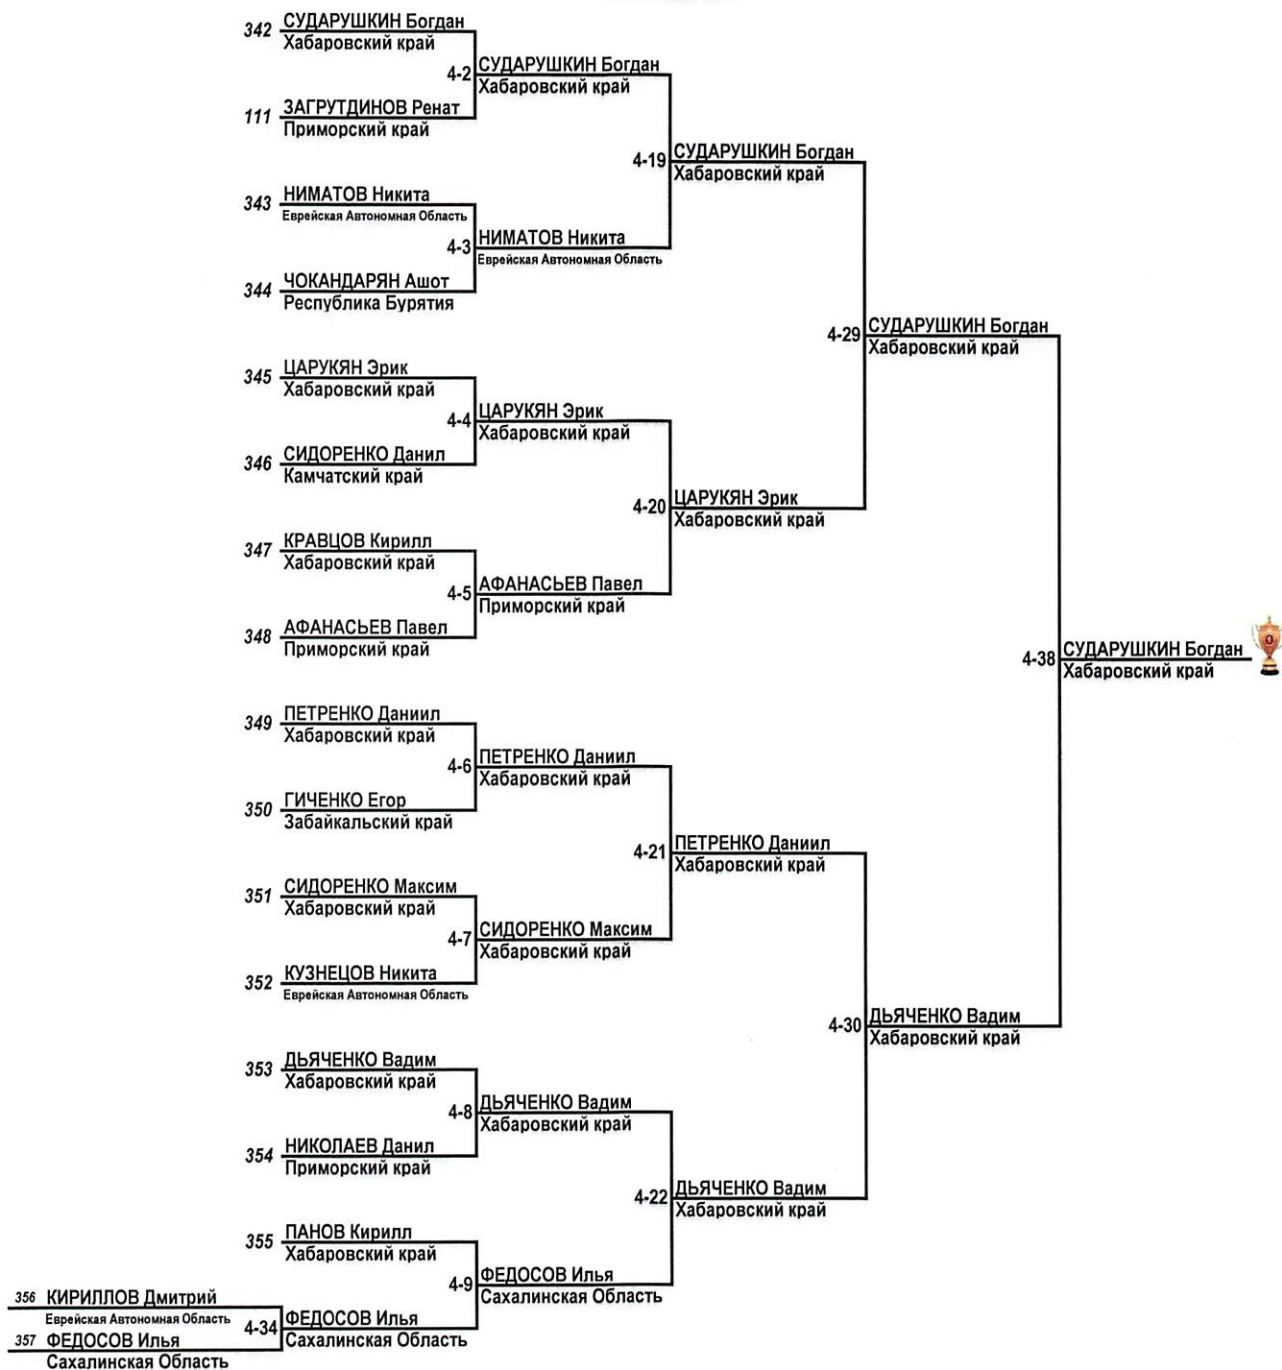 342 СУДАРУШКИН Богдан
Хабаровский край
4-2 СУДАРУШКИН Богдан
Хабаровский край
111 ЗАГРУТДИНОВ Ренат
Приморский край
4-19 СУДАРУШКИН Богдан
Хабаровский край
343 НИМАТОВ Никита
Еврейская Автономная Область
4-3 НИМАТОВ Никита
Еврейская Автономная Область
344 ЧОКАНДАРЯН Ашот
Республика Бурятия
4-29 СУДАРУШКИН Богдан
Хабаровский край
345 ЦАРУКЯН Эрик
Хабаровский край
4-4 ЦАРУКЯН Эрик
Хабаровский край
346 СИДОРЕНКО Данил
Камчатский край
4-20 ЦАРУКЯН Эрик
Хабаровский край
347 КРАВЦОВ Кирилл
Хабаровский край
4-5 АФАНАСЬЕВ Павел
Приморский край
348 АФАНАСЬЕВ Павел
Приморский край
4-38 СУДАРУШКИН Богдан
Хабаровский край
349 ПЕТРЕНКО Даниил
Хабаровский край
4-6 ПЕТРЕНКО Даниил
Хабаровский край
350 ГИЧЕНКО Егор
Забайкальский край
4-21 ПЕТРЕНКО Даниил
Хабаровский край
351 СИДОРЕНКО Максим
Хабаровский край
4-7 СИДОРЕНКО Максим
Хабаровский край
352 КУЗНЕЦОВ Никита
Еврейская Автономная Область
4-30 ДЬЯЧЕНКО Вадим
Хабаровский край
353 ДЬЯЧЕНКО Вадим
Хабаровский край
4-8 ДЬЯЧЕНКО Вадим
Хабаровский край
354 НИКОЛАЕВ Данил
Приморский край
4-22 ДЬЯЧЕНКО Вадим
Хабаровский край
355 ПАНОВ Кирилл
Хабаровский край
4-9 ФЕДОСОВ Илья
Сахалинская Область
356 КИРИЛЛОВ Дмитрий
Еврейская Автономная Область
4-34 ФЕДОСОВ Илья
Сахалинская Область
357 ФЕДОСОВ Илья
Сахалинская Область